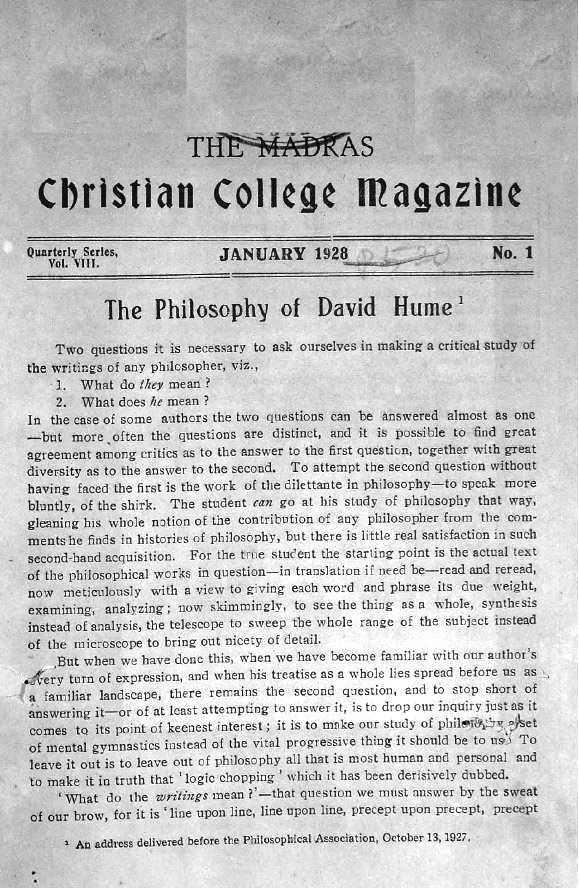 THE MADRAS
Christian College Magazine
Quarterly Series, Vol. VIII.
JANUARY 1928
No. 1
The Philosophy of David Hume ¹
Two questions it is necessary to ask ourselves in making a critical study of
the writings of any philosopher, viz.,
1. What do they mean ?
2. What does he mean ?
In the case of some authors the two questions can be answered almost as one
—but more often the questions are distinct, and it is possible to find great
agreement among critics as to the answer to the first question, together with great
diversity as to the answer to the second. To attempt the second question without
having faced the first is the work of the dilettante in philosophy—to speak more
bluntly, of the shirk. The student can go at his study of philosophy that way,
gleaning his whole notion of the contribution of any philosopher from the com-
ments he finds in histories of philosophy, but there is little real satisfaction in such
second-hand acquisition. For the true student the starting point is the actual text
of the philosophical works in question—in translation if need be—read and reread,
now meticulously with a view to giving each word and phrase its due weight,
examining, analyzing ; now skimmingly, to see the thing as a whole, synthesis
instead of analysis, the telescope to sweep the whole range of the subject instead
of the microscope to bring out nicety of detail.
But when we have done this, when we have become familiar with our author's
very turn of expression, and when his treatise as a whole lies spread before us as
a familiar landscape, there remains the second question, and to stop short of
answering it—or of at least attempting to answer it, is to drop our inquiry just as it
comes to its point of keenest interest ; it is to make our study of set
of mental gymnastics instead of the vital progressive thing it should be to us. To
leave it out is to leave out of philosophy all that is most human and personal and
to make it in truth that ' logic chopping ' which it has been derisively dubbed.
' What do the writings mean ?'—that question we must answer by the sweat
of our brow, for it is ' line upon line, line upon line, precept upon precept, precept
¹ An address delivered before the Philosophical Association, October 13, 1927.